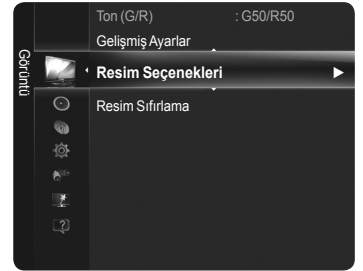 Ton (G/R) : G50/R50
Gelişmiş Ayarlar
Resim Seçenekleri
Resim Sıfırlama
Görüntü